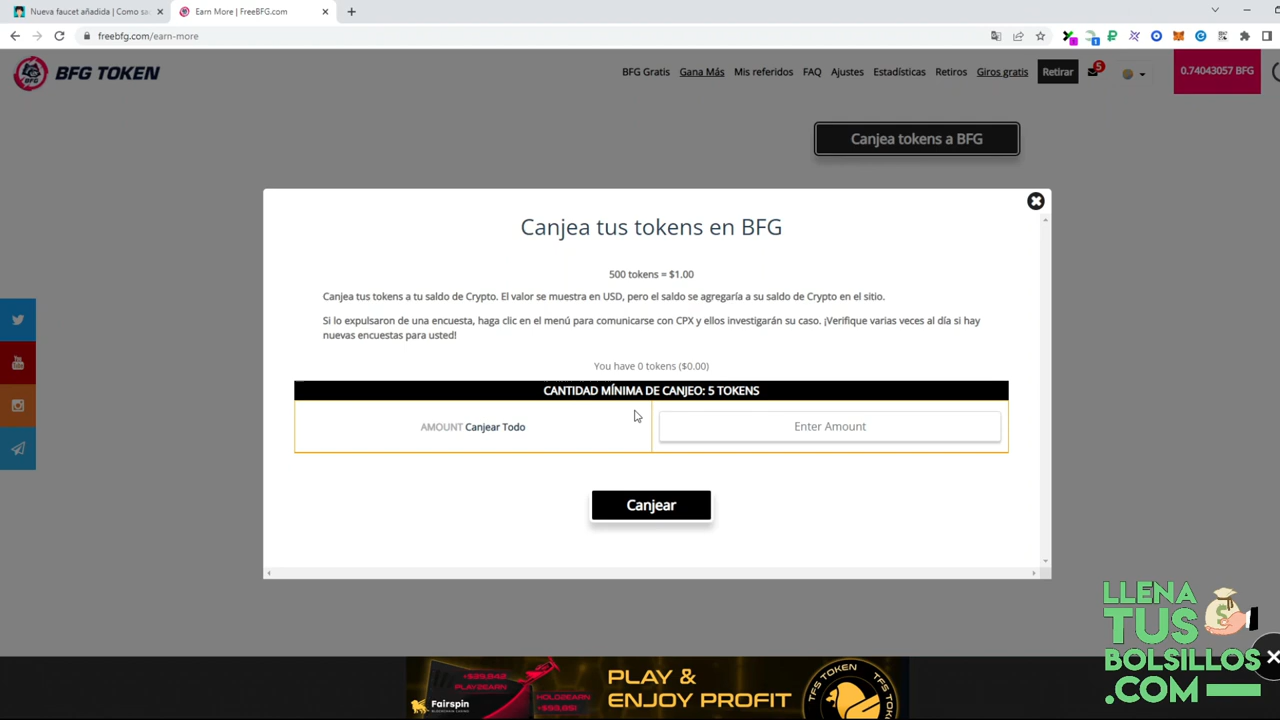 Nueva faucet añadida | Como sac
Earn More | FreeBFG.com
freebfg.com/earn-more
BFG TOKEN
BFG Gratis
Gana Más
Mis referidos
FAQ
Ajustes
Estadísticas
Retiros
Giros gratis
Retirar
5
0.74043057 BFG
Canjea tokens a BFG
Canjea tus tokens en BFG
500 tokens = $1.00
Canjea tus tokens a tu saldo de Crypto. El valor se muestra en USD, pero el saldo se agregaría a su saldo de Crypto en el sitio.
Si lo expulsaron de una encuesta, haga clic en el menú para comunicarse con CPX y ellos investigarán su caso. ¡Verifique varias veces al día si hay
nuevas encuestas para usted!
You have 0 tokens ($0.00)
CANTIDAD MÍNIMA DE CANJEO: 5 TOKENS
AMOUNT Canjear Todo
Enter Amount
Canjear
LLENA
TUS
BOLSILLOS
.COM
PLAY2EARN
Fairspin
HOLD2EARN
PLAY &
ENJOY PROFIT
TFS TOKEN